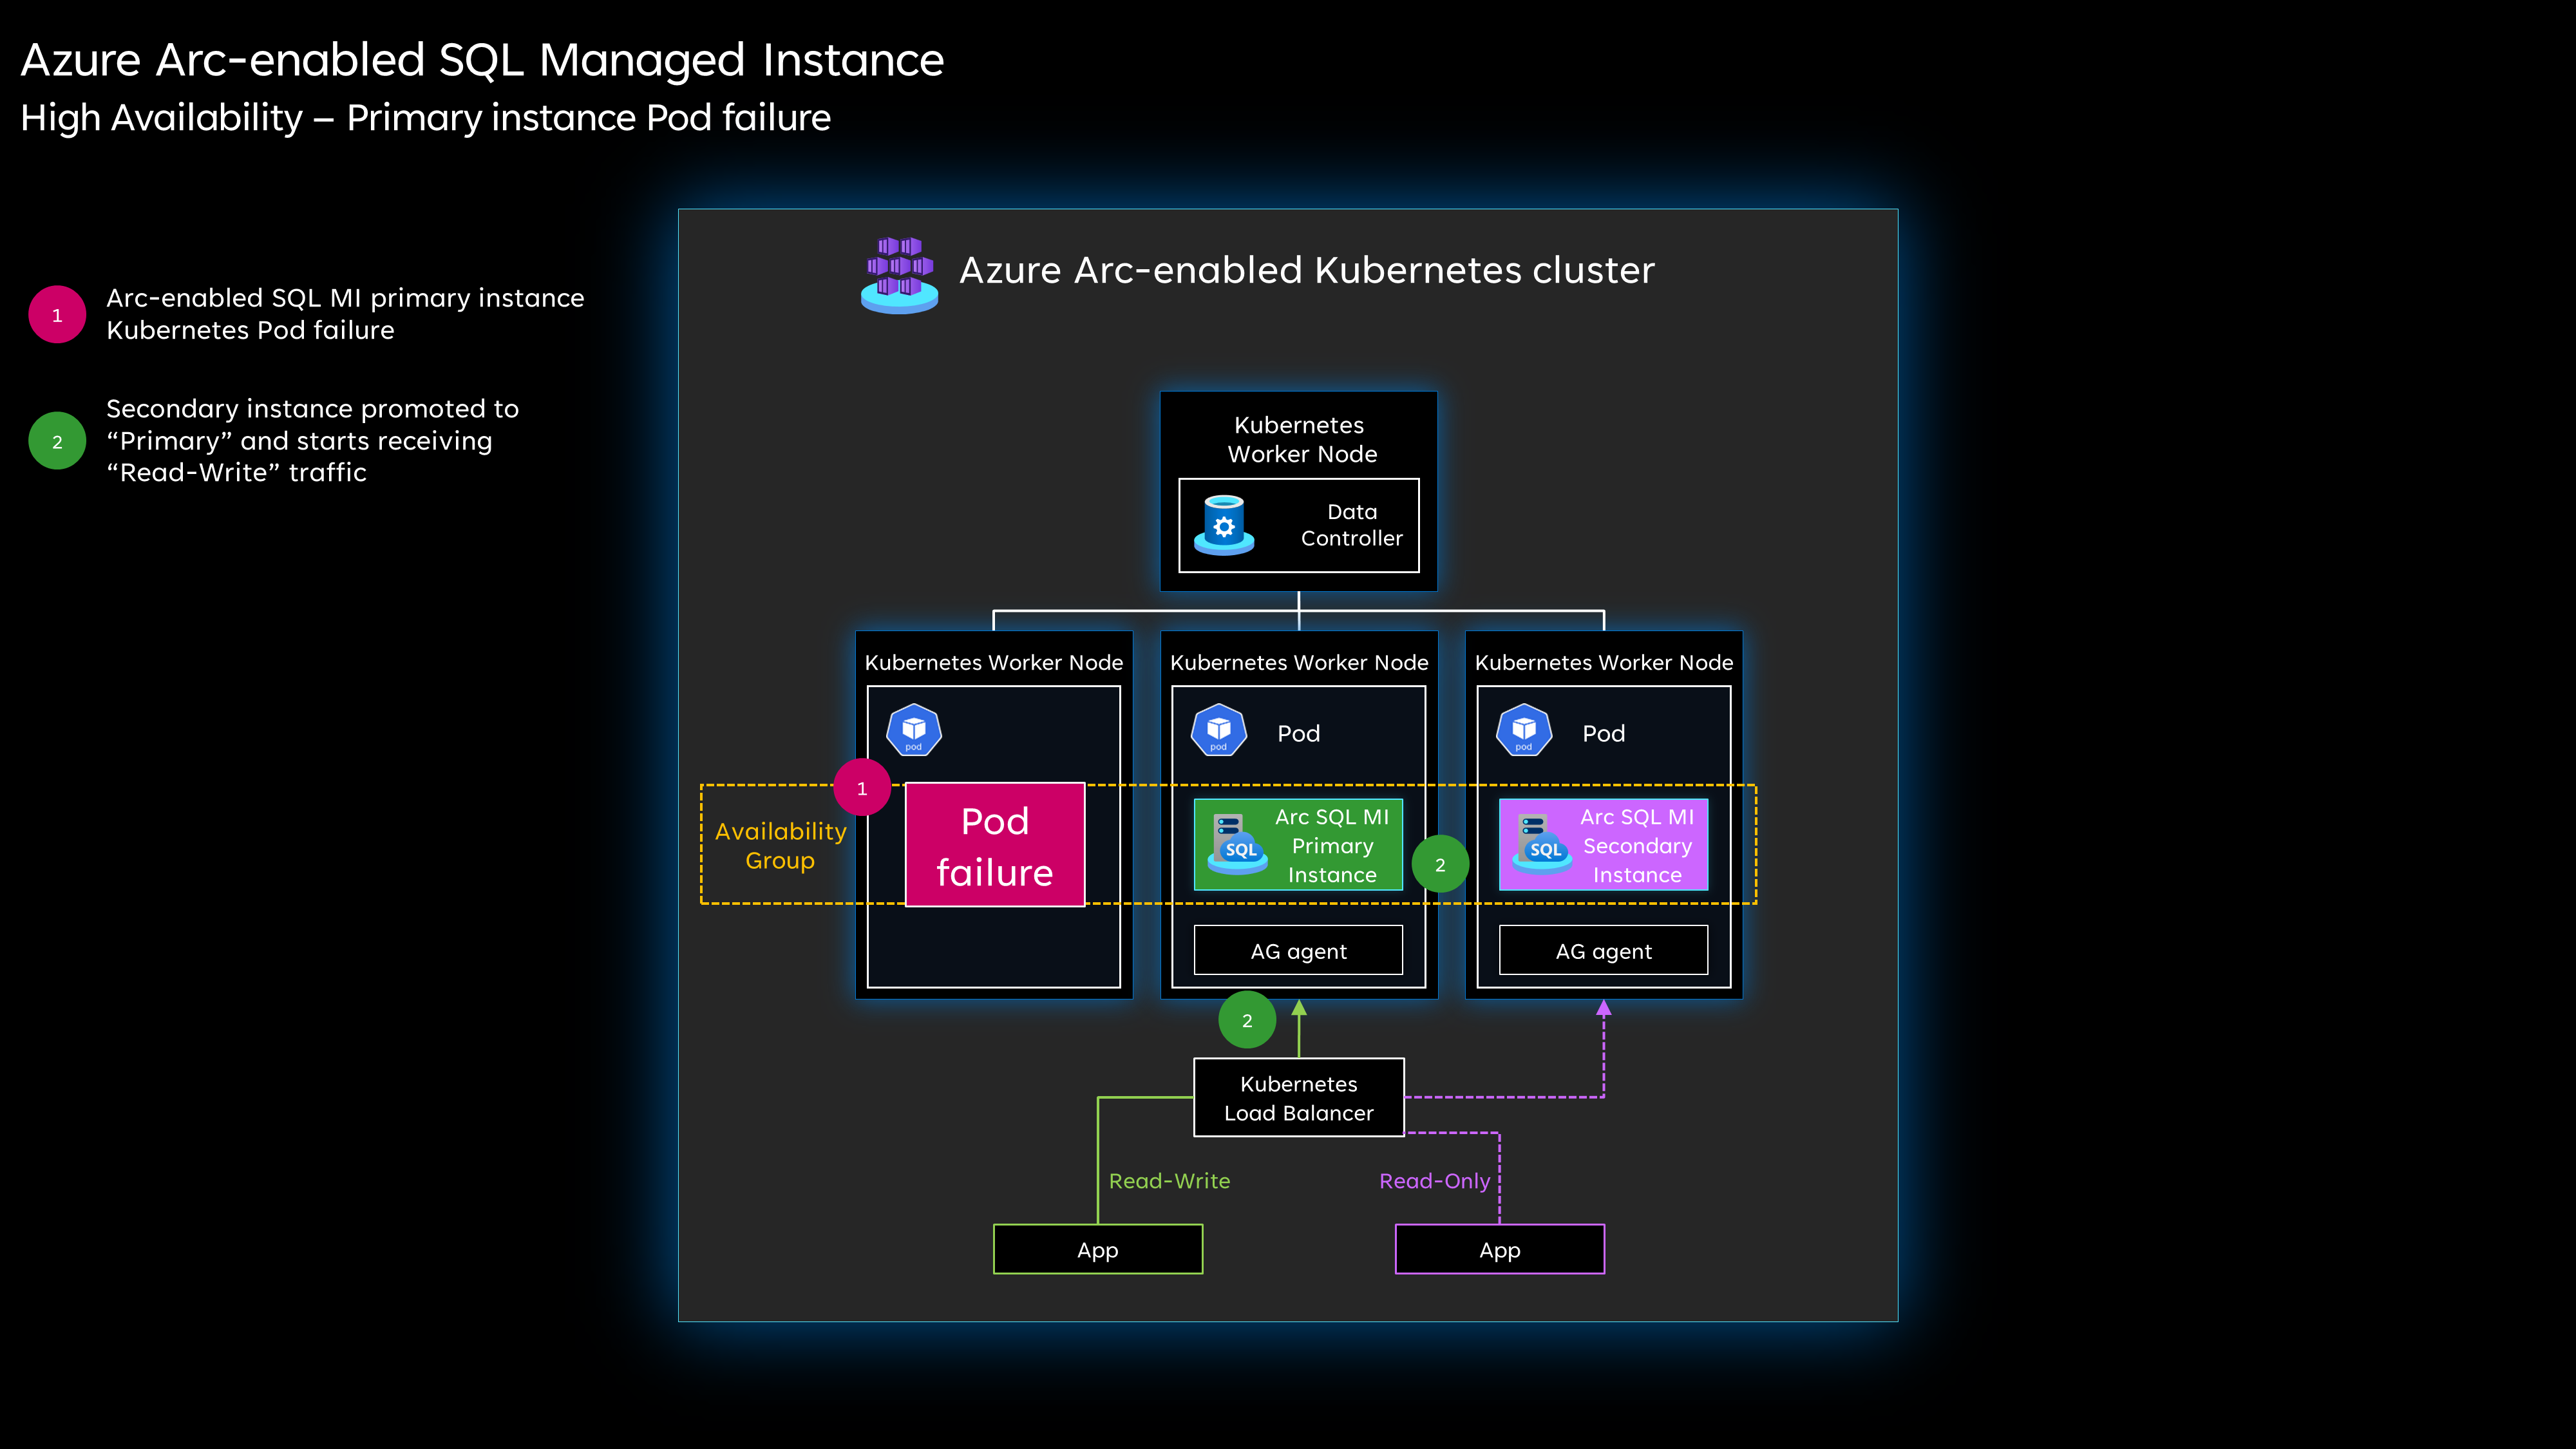 Azure Arc-enabled SQL Managed Instance
High Availability – Primary instance Pod failure
1
Arc-enabled SQL MI primary instance
Kubernetes Pod failure
2
Secondary instance promoted to
“Primary” and starts receiving
“Read-Write” traffic
Azure Arc-enabled Kubernetes cluster
Kubernetes
Worker Node
Data
Controller
Kubernetes Worker Node
pod
1
Pod
failure
Kubernetes Worker Node
pod
Pod
SQL
Arc SQL MI
Primary
Instance
2
AG agent
Kubernetes Worker Node
pod
Pod
SQL
Arc SQL MI
Secondary
Instance
AG agent
Availability
Group
2
Kubernetes
Load Balancer
Read-Write
Read-Only
App
App